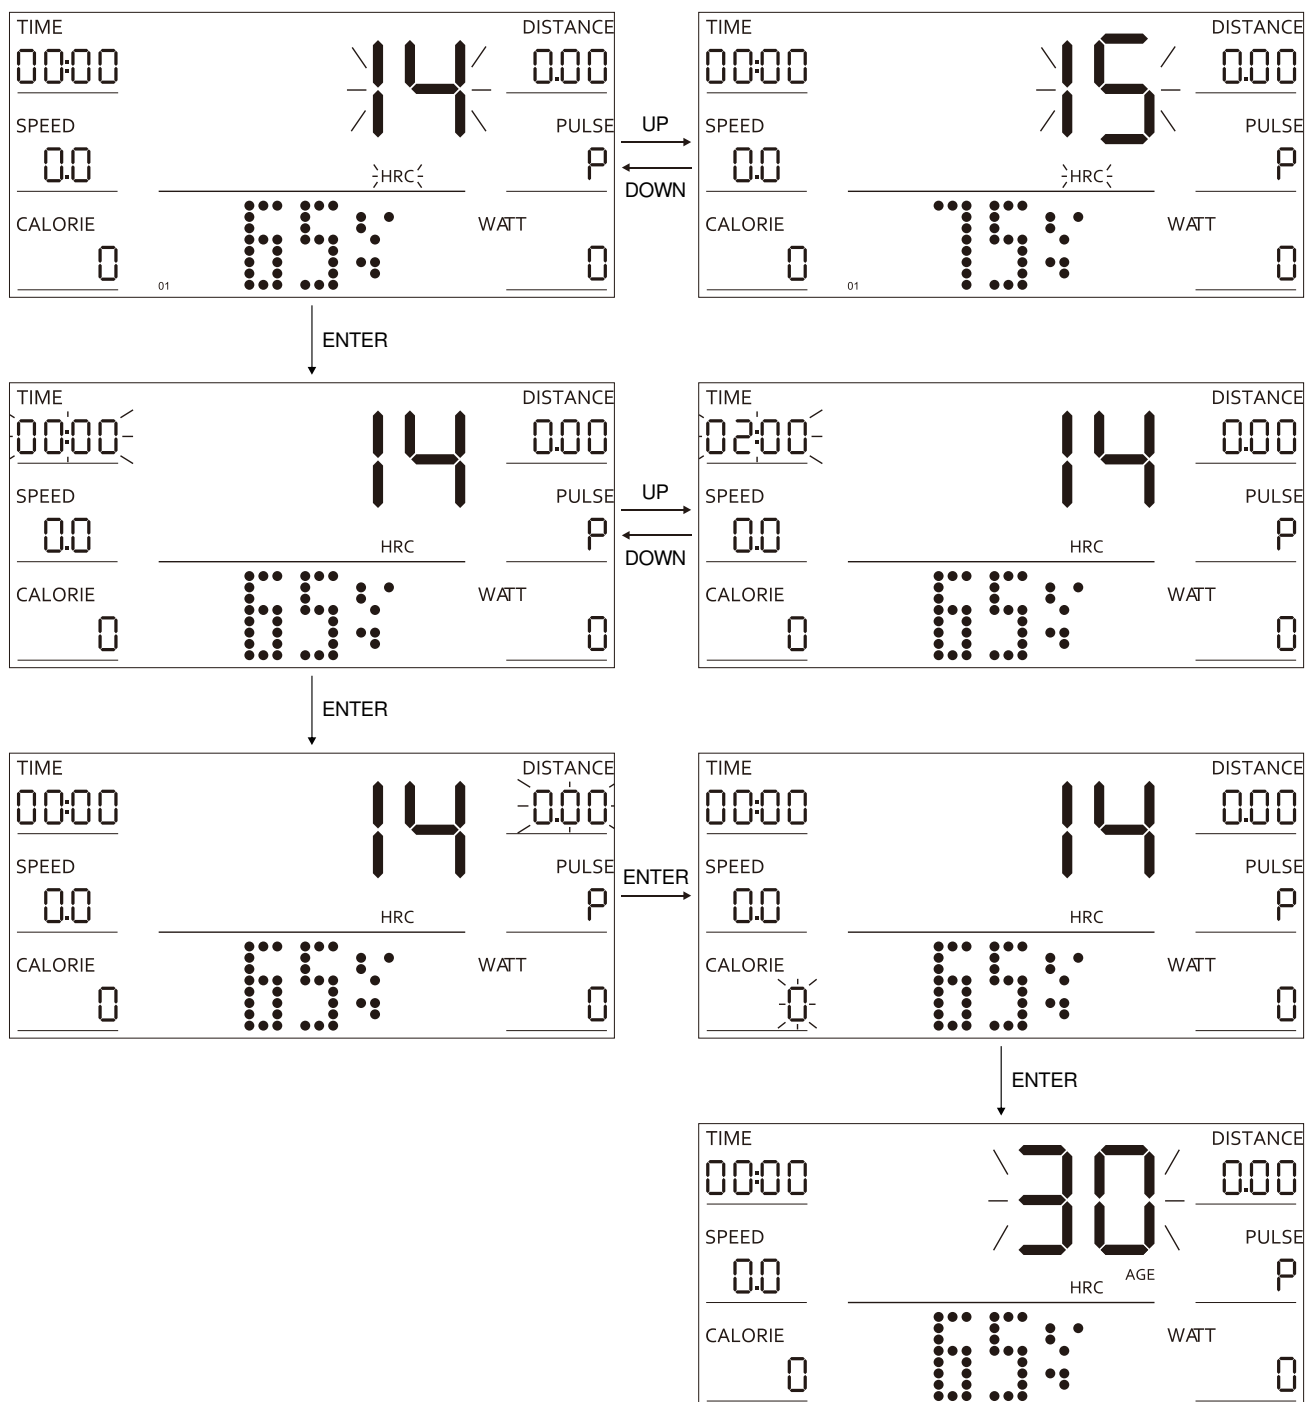 TIME DISTANCE TIME DISTANCE
00:00 14 0.00 00:00 15 0.00
UP
SPEED PULSE SPEED PULSE
0.0 P 0.0 P
HRC HRC
DOWN
CALORIE 65% WATT CALORIE 75% WATT
0 0 0 0
01 01
ENTER
TIME DISTANCE TIME DISTANCE
00:00 14 0.00 02:00 14 0.00
UP
SPEED PULSE SPEED PULSE
0.0 P 0.0 P
HRC HRC
DOWN
CALORIE 65% WATT CALORIE 65% WATT
0 0 0 0
ENTER
TIME DISTANCE TIME DISTANCE
00:00 14 0.00 00:00 14 0.00
SPEED PULSE SPEED PULSE
ENTER
0.0 P 0.0 P
HRC HRC
CALORIE 65% WATT CALORIE 65% WATT
0 0 0 0
ENTER
TIME DISTANCE
00:00 30 0.00
SPEED PULSE
0.0 P
AGE
HRC
CALORIE 65% WATT
0 0